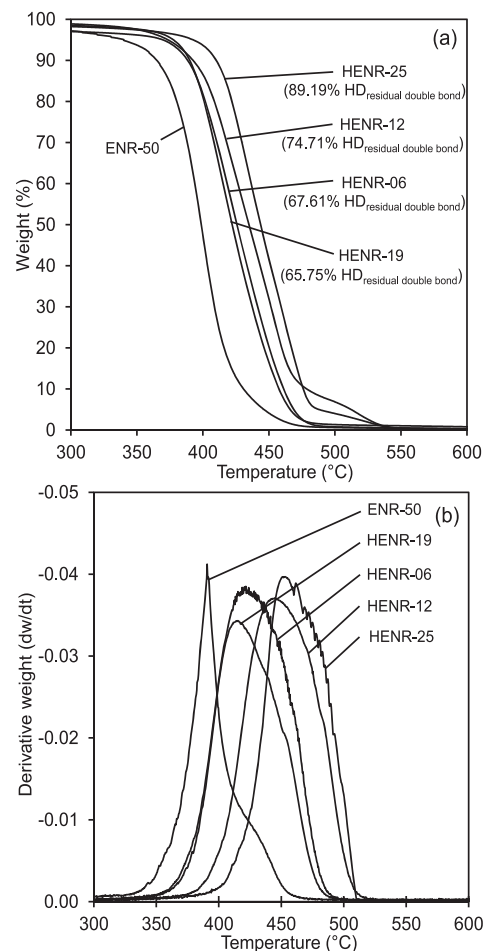 (a)
100
90
80
70
60
50
40
30
20
10
0
Weight (%)
HENR-25
(89.19% HDresidual double bond)
HENR-12
(74.71% HDresidual double bond)
ENR-50
HENR-06
(67.61% HDresidual double bond)
HENR-19
(65.75% HDresidual double bond)
300 350 400 450 500 550 600
Temperature (°C)
(b)
-0.05
-0.04
-0.03
-0.02
-0.01
0.00
Derivative weight (dw/dt)
ENR-50
HENR-19
HENR-06
HENR-12
HENR-25
300 350 400 450 500 550 600
Temperature (°C)